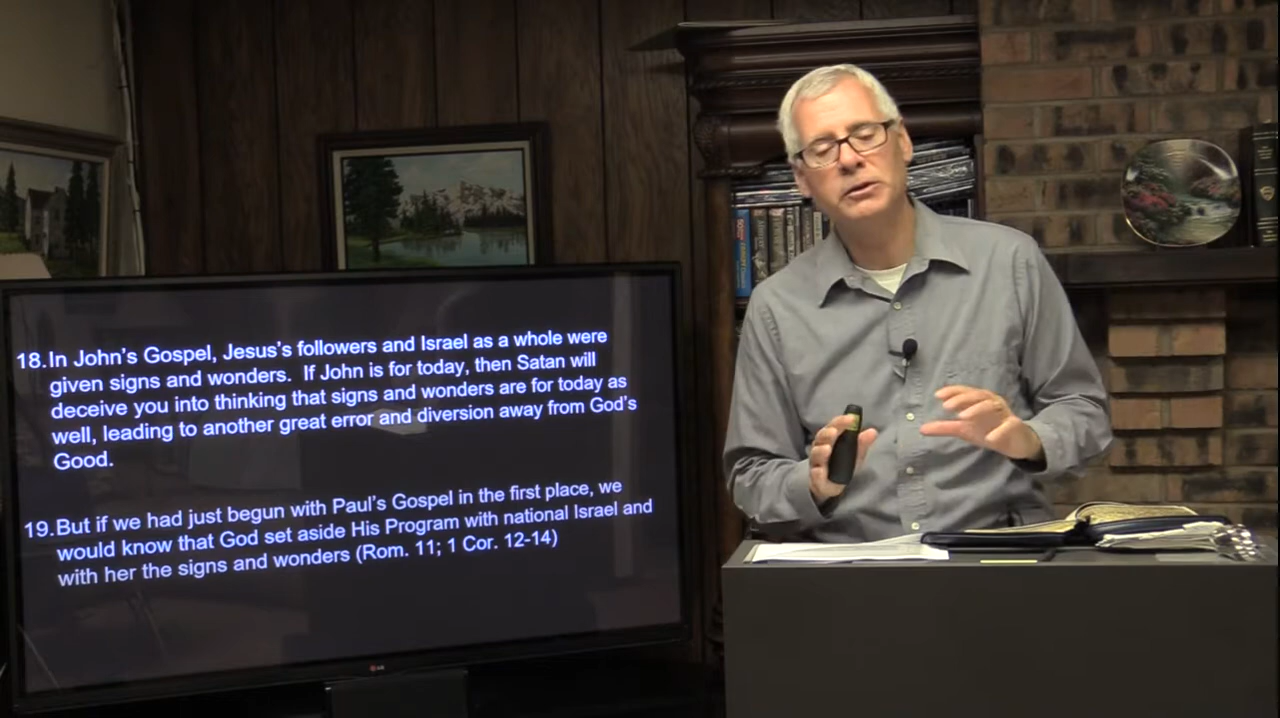 18. In John's Gospel, Jesus's followers and Israel as a whole were
given signs and wonders. If John is for today, then Satan will
deceive you into thinking that signs and wonders are for today as
well, leading to another great error and diversion away from God's
Good.
19. But if we had just begun with Paul's Gospel in the first place, we
would know that God set aside His Program with national Israel and
with her the signs and wonders (Rom. 11; 1 Cor. 12-14)
LG